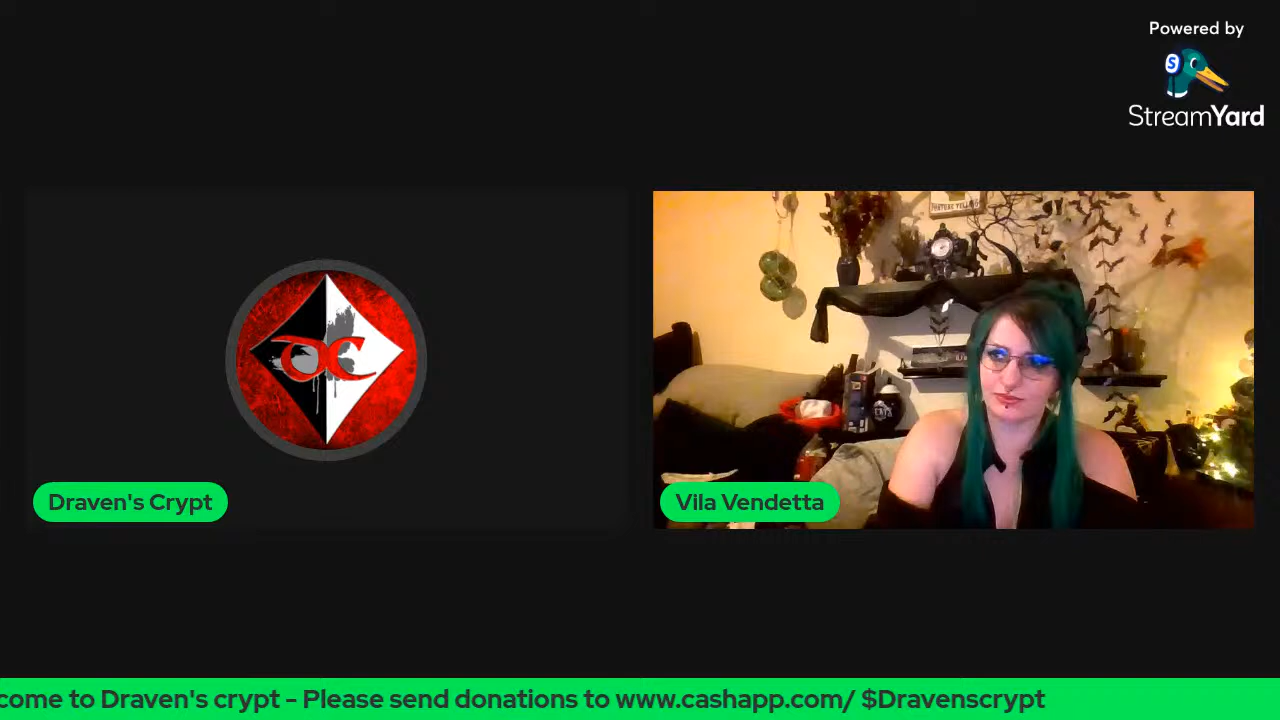 Powered by
S
StreamYard
DC
Draven's Crypt
Vila Vendetta
come to Draven's crypt - Please send donations to www.cashapp.com/ $Dravenscrypt